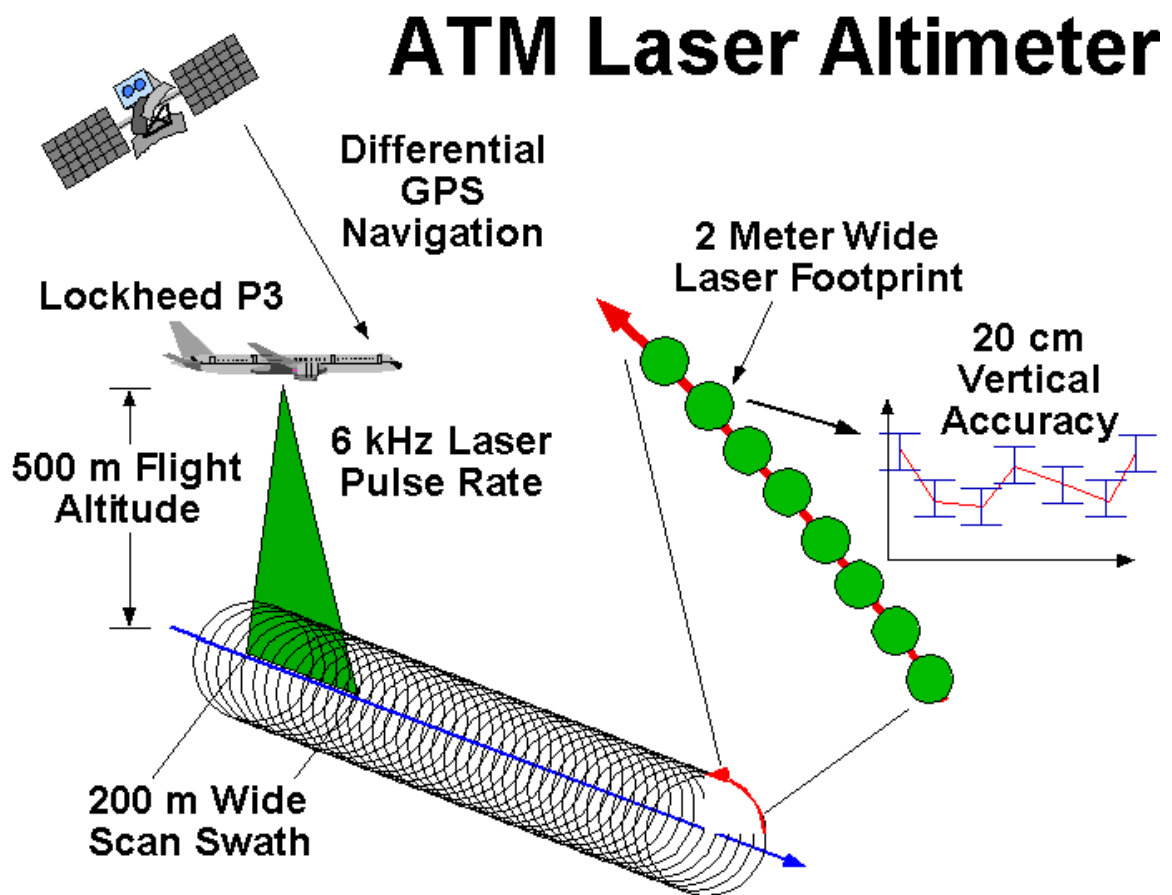 ATM Laser Altimeter
Differential
GPS
Navigation
2 Meter Wide
Laser Footprint
Lockheed P3
20 cm
Vertical
Accuracy
6 kHz Laser
Pulse Rate
500 m Flight
Altitude
200 m Wide
Scan Swath